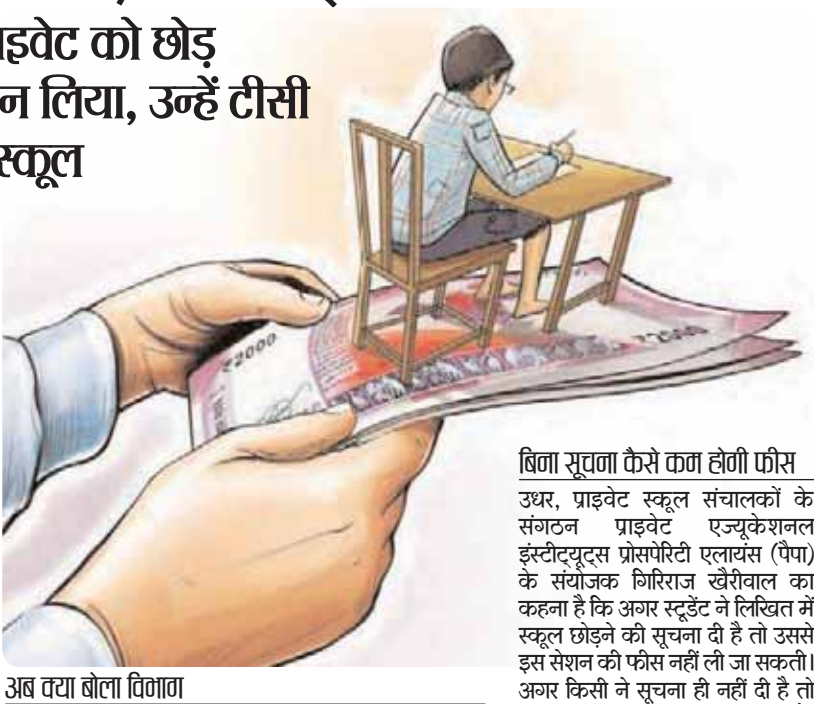 इवेट को छोड़
न लिया, उन्हें टीसी
स्कूल
₹2000
₹2000
बिना सूचना कैसे कम होगी फीस
उधर, प्राइवेट स्कूल संचालकों के
संगठन प्राइवेट एज्यूकेशनल
इंस्टीट्यूट्स प्रोसपेरिटी एलायंस (पैपा)
के संयोजक गिरिराज खैरीवाल का
कहना है कि अगर स्टूडेंट ने लिखित में
स्कूल छोड़ने की सूचना दी है तो उससे
इस सेशन की फीस नहीं ली जा सकती।
अगर किसी ने सूचना ही नहीं दी है तो
अब क्या बोला विभाग